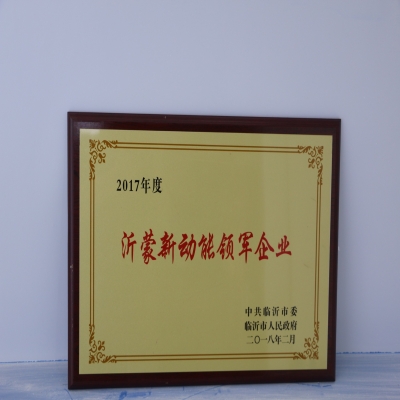 2017年度
沂蒙新动能领军企业
中共临沂市委
临沂市人民政府
二〇一八年二月